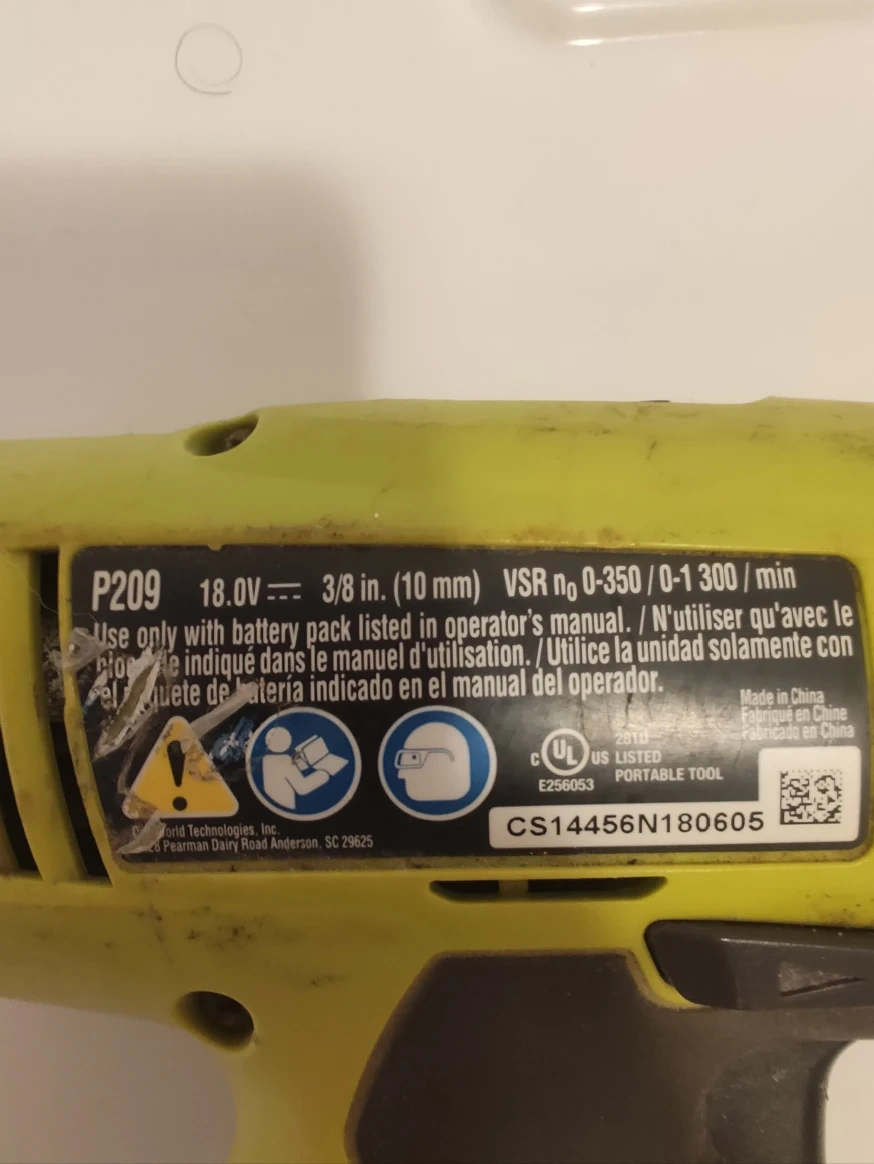 P209 18.0V 3/8 in. (10 mm) VSR n₀ 0-350 / 0-1 300 / min
Use only with battery pack listed in operator's manual. / N'utiliser qu'avec le
indiqué dans le manuel d'utilisation. / Utilice la unidad solamente con
el de batería indicado en el manual del operador.
Made in China
Fabriqué en Chine
Fabricado en China
C UL US LISTED
PORTABLE TOOL
E256053
CS14456N180605
Technologies, Inc.
Pearman Dairy Road Anderson, SC 29625